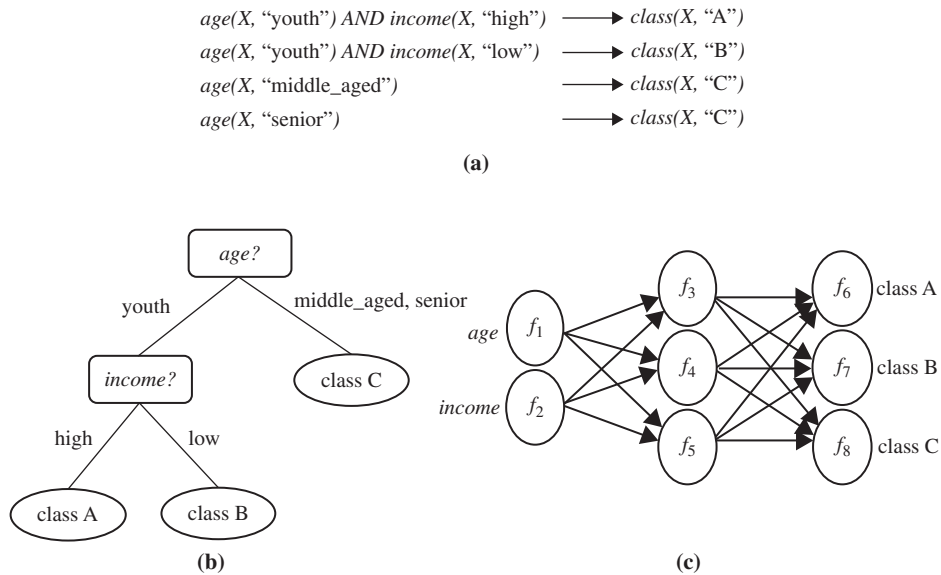 age(X, “youth”) AND income(X, “high”) class(X, “A”)
age(X, “youth”) AND income(X, “low”) class(X, “B”)
age(X, “middle_aged”) class(X, “C”)
age(X, “senior”) class(X, “C”)
(a)
age?
youth
middle_aged, senior
income?
class C
high
low
class A
class B
(b)
age
income
f1
f2
f3
f4
f5
f6
f7
f8
class A
class B
class C
(c)